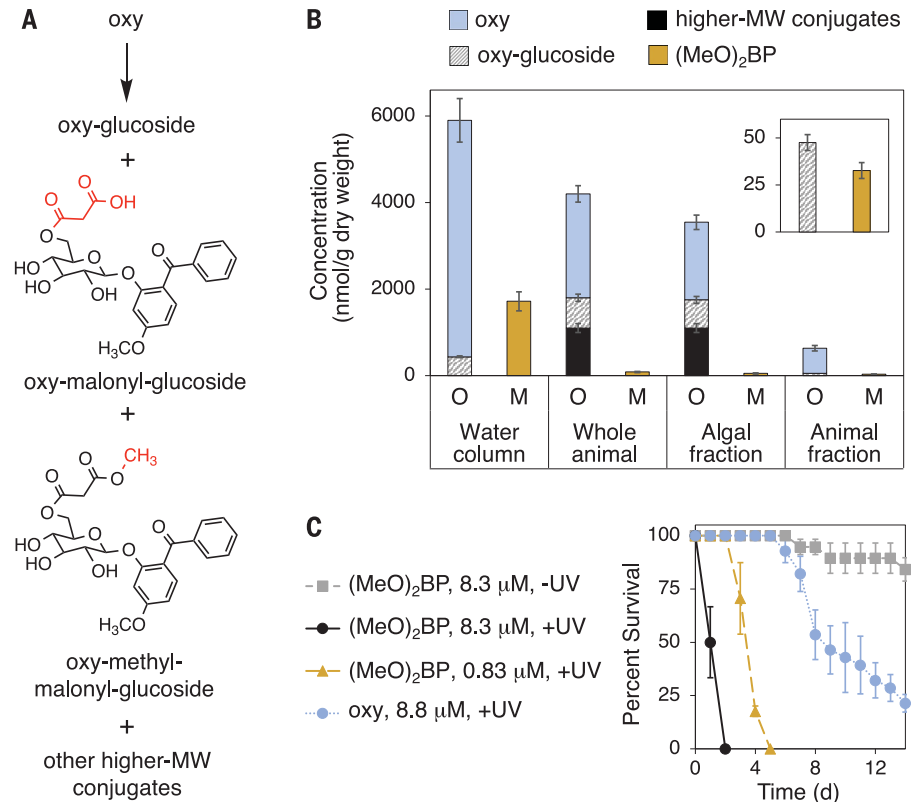 A
oxy
oxy-glucoside
+
O
O
OH
O
O
HO
HO
OH
O
O
H₃CO
oxy-malonyl-glucoside
+
CH₃
O
O
O
O
O
HO
HO
OH
O
O
H₃CO
oxy-methyl-
malonyl-glucoside
+
other higher-MW
conjugates
B
oxy
higher-MW conjugates
oxy-glucoside
(MeO)₂BP
Concentration
(nmol/g dry weight)
6000
4000
2000
0
50
25
0
O M O M O M O M
Water column
Whole animal
Algal fraction
Animal fraction
C
(MeO)₂BP, 8.3 µM, -UV
(MeO)₂BP, 8.3 µM, +UV
(MeO)₂BP, 0.83 µM, +UV
oxy, 8.8 µM, +UV
Percent Survival
100
75
50
25
0
0 4 8 12
Time (d)